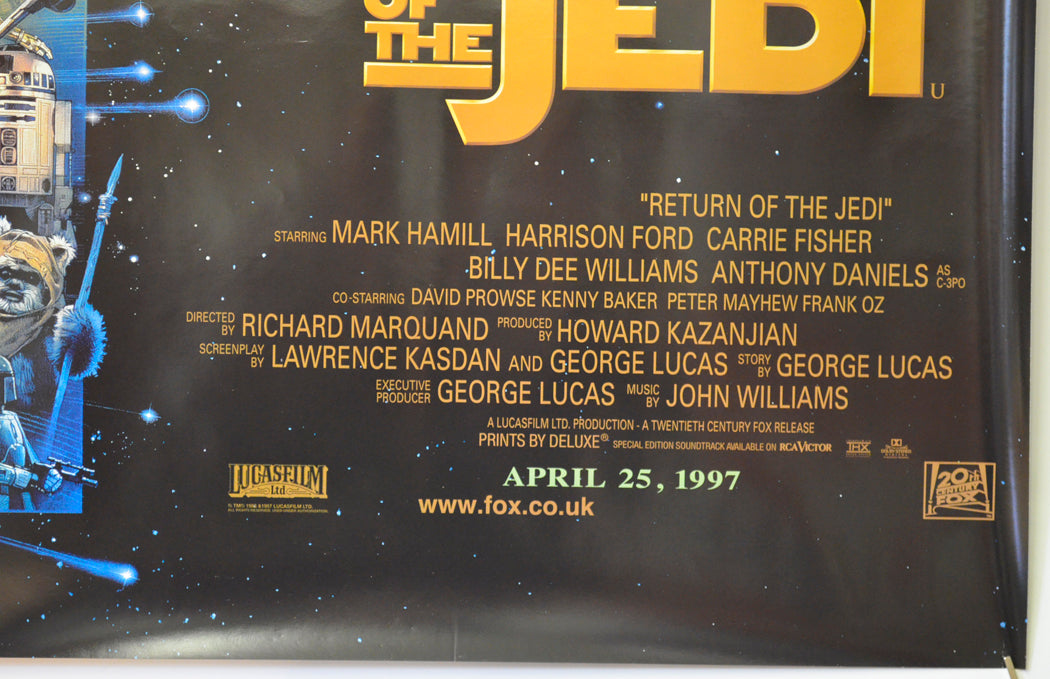 OF
THE
JEDI
U
"RETURN OF THE JEDI"
STARRING MARK HAMILL HARRISON FORD CARRIE FISHER
BILLY DEE WILLIAMS ANTHONY DANIELS AS C-3PO
CO-STARRING DAVID PROWSE KENNY BAKER PETER MAYHEW FRANK OZ
DIRECTED BY RICHARD MARQUAND PRODUCED BY HOWARD KAZANJIAN
SCREENPLAY BY LAWRENCE KASDAN AND GEORGE LUCAS STORY BY GEORGE LUCAS
EXECUTIVE PRODUCER GEORGE LUCAS MUSIC BY JOHN WILLIAMS
A LUCASFILM LTD. PRODUCTION - A TWENTIETH CENTURY FOX RELEASE
PRINTS BY DELUXE® SPECIAL EDITION SOUNDTRACK AVAILABLE ON RCA VICTOR THX
LUCASFILM
Ltd
APRIL 25, 1997
www.fox.co.uk
20th
CENTURY
FOX